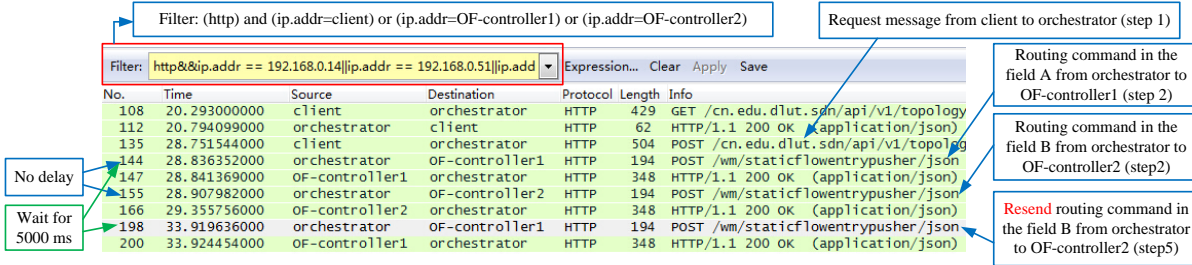 Filter: (http) and (ip.addr=client) or (ip.addr=OF-controller1) or (ip.addr=OF-controller2)
Request message from client to orchestrator (step 1)
Filter: http&&ip.addr == 192.168.0.14||ip.addr == 192.168.0.51||ip.add Expression... Clear Apply Save
No. Time Source Destination Protocol Length Info
108 20.293000000 client orchestrator HTTP 429 GET /cn.edu.dlut.sdn/api/v1/topology
112 20.794099000 orchestrator client HTTP 62 HTTP/1.1 200 OK (application/json)
135 28.751544000 client orchestrator HTTP 504 POST /cn.edu.dlut.sdn/api/v1/topolog
144 28.836352000 orchestrator OF-controller1 HTTP 194 POST /wm/staticflowentrypusher/json
147 28.841369000 OF-controller1 orchestrator HTTP 348 HTTP/1.1 200 OK (application/json)
155 28.907982000 orchestrator OF-controller2 HTTP 194 POST /wm/staticflowentrypusher/json
166 29.355756000 OF-controller2 orchestrator HTTP 348 HTTP/1.1 200 OK (application/json)
198 33.919636000 orchestrator OF-controller1 HTTP 194 POST /wm/staticflowentrypusher/json
200 33.924454000 OF-controller1 orchestrator HTTP 348 HTTP/1.1 200 OK (application/json)
No delay
Wait for
5000 ms
Routing command in the
field A from orchestrator to
OF-controller1 (step 2)
Routing command in the
field B from orchestrator to
OF-controller2 (step2)
Resend routing command in
the field B from orchestrator
to OF-controller2 (step5)